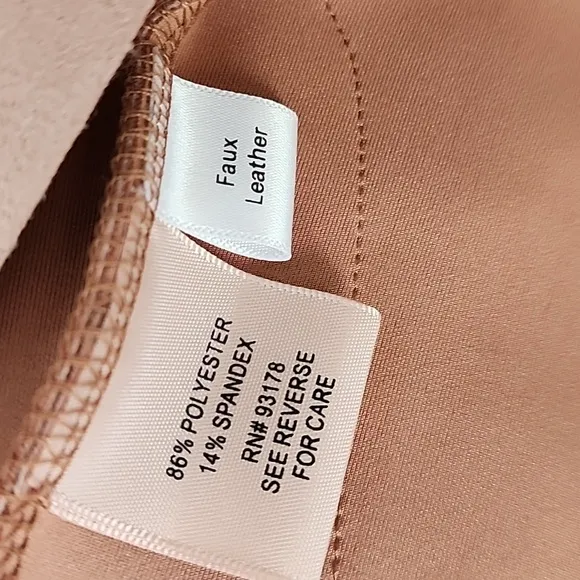 Faux
Leather
86% POLYESTER
14% SPANDEX
RN# 93178
SEE REVERSE
FOR CARE